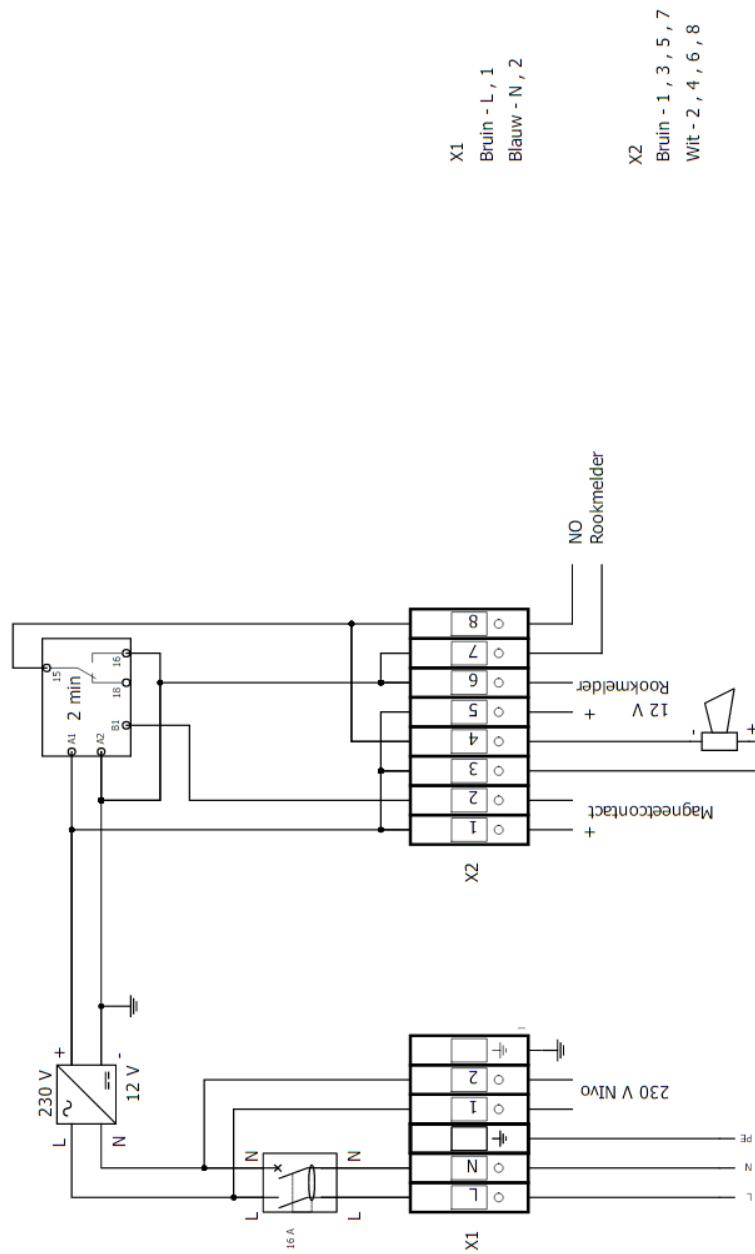 X1
Bruin - L , 1
Blauw - N , 2
X2
Bruin - 1 , 3 , 5 , 7
Wit - 2 , 4 , 6 , 8
230 V
L
N
+
-
12 V
2 min
A1
A2
B1
15
16
18
16 A
L
N
L
N
X1
L
N
1
2
230 V NIvo
L
N
PE
X2
1
2
3
4
5
6
7
8
+
Magneetcontact
-
+
+
12 V
Rookmelder
NO
Rookmelder